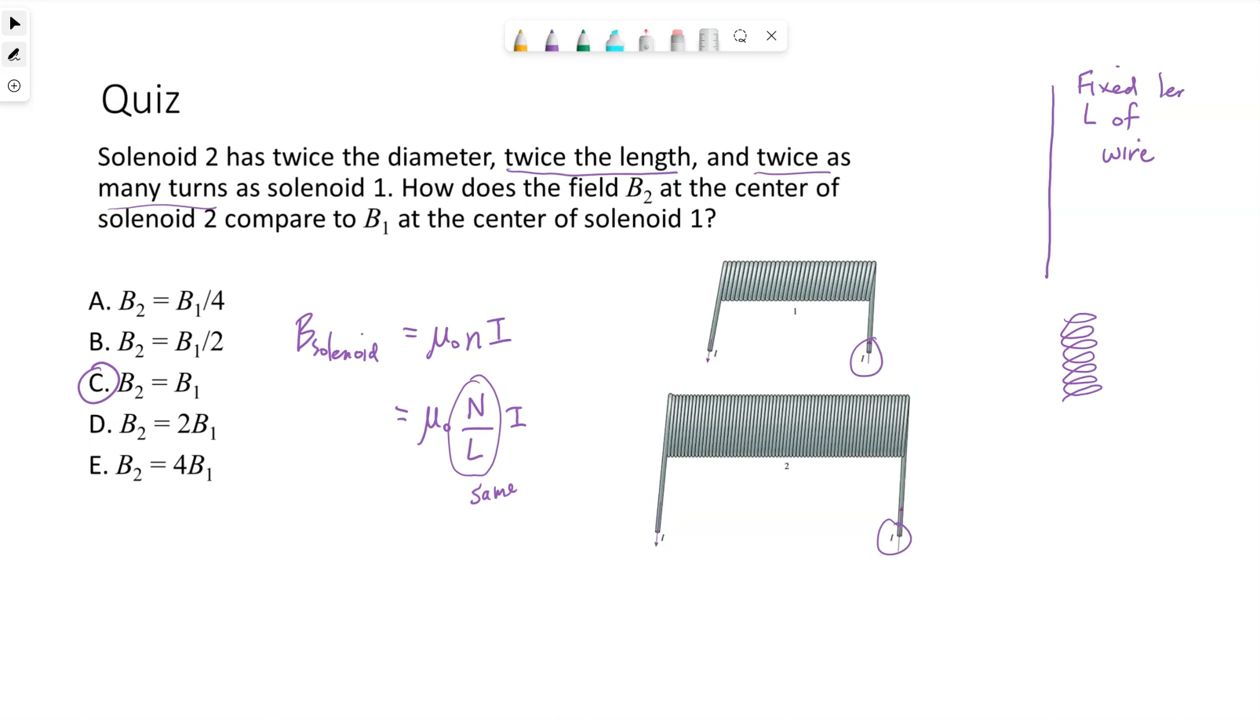 Quiz
Solenoid 2 has twice the diameter, twice the length, and twice as
many turns as solenoid 1. How does the field B₂ at the center of
solenoid 2 compare to B₁ at the center of solenoid 1?
A. B₂ = B₁/4
B. B₂ = B₁/2
C. B₂ = B₁
D. B₂ = 2B₁
E. B₂ = 4B₁
B solenoid = μ₀ n I
= μ₀ N/L I
same
1
I
I
2
I
I
Fixed len
L of
wire